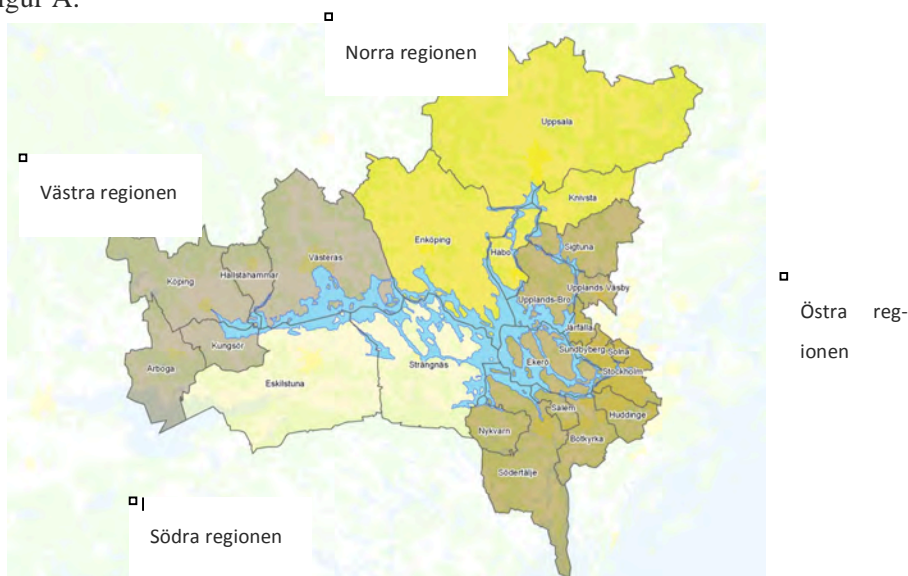 gur A.
Norra regionen
Uppsala
Västra regionen
Knivsta
Enköping
Sigtuna
Håbo
Västerås
Hallstahammar
Köping
Upplands Väsby
Upplands-Bro
Östra reg-
ionen
Järfälla
Kungsör
Sundbyberg
Solna
Ekerö
Strängnäs
Arboga
Stockholm
Eskilstuna
Salem
Huddinge
Nykvarn
Botkyrka
Södertälje
Södra regionen